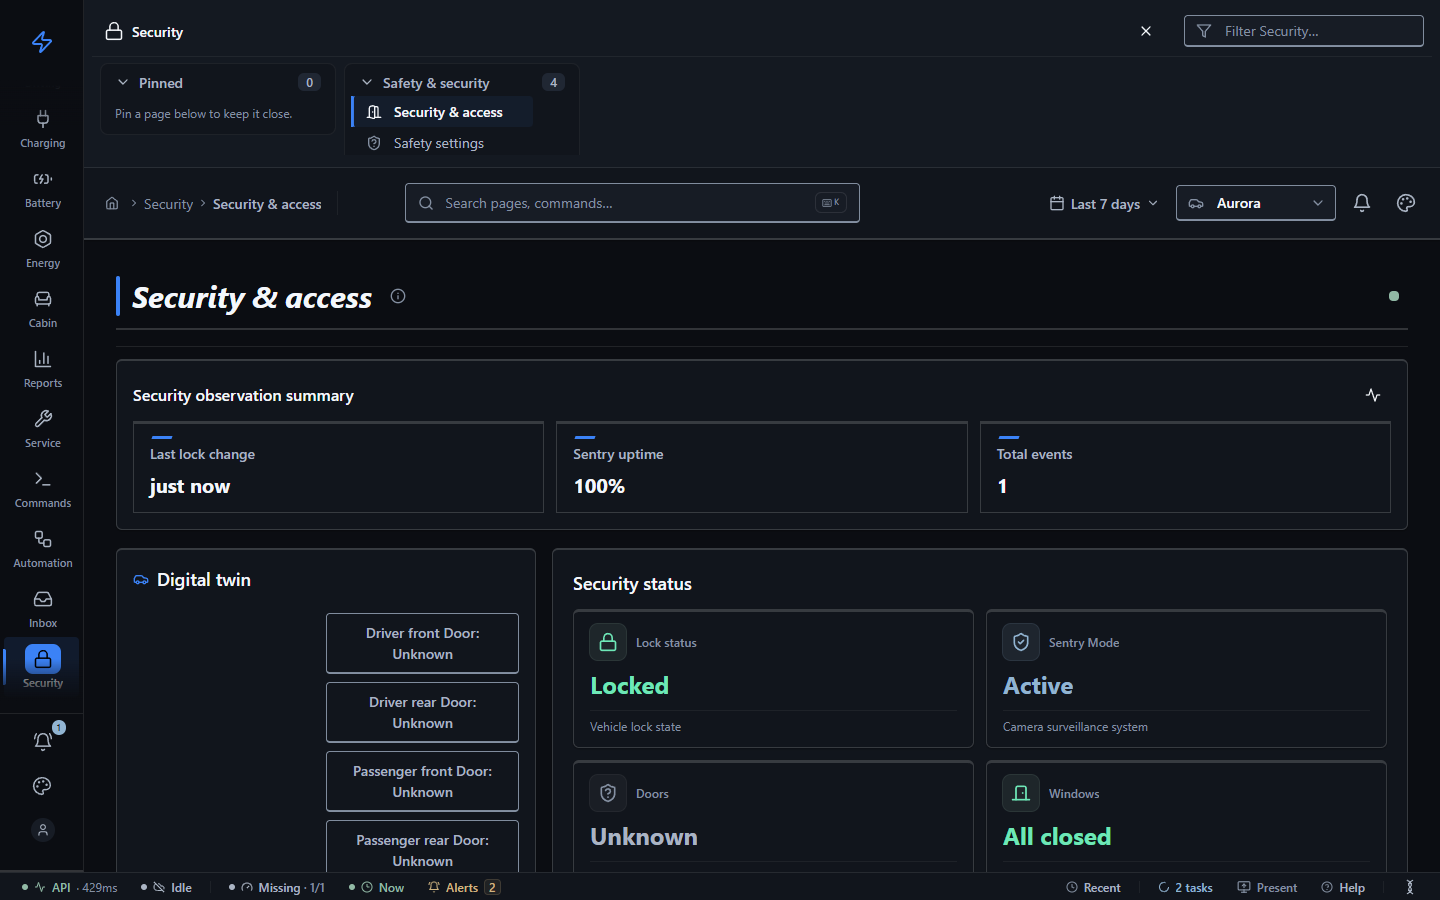 Security
Filter Security...
Pinned
0
Pin a page below to keep it close.
Safety & security
4
Security & access
Safety settings
Charging
Battery
Energy
Cabin
Reports
Service
Commands
Automation
Inbox
Security
1
Security
Security & access
Search pages, commands...
K
Last 7 days
Aurora
Security & access
Security observation summary
Last lock change
just now
Sentry uptime
100%
Total events
1
Digital twin
Driver front Door:
Unknown
Driver rear Door:
Unknown
Passenger front Door:
Unknown
Passenger rear Door:
Unknown
Security status
Lock status
Locked
Vehicle lock state
Sentry Mode
Active
Camera surveillance system
Doors
Unknown
Windows
All closed
API · 429ms
Idle
Missing · 1/1
Now
Alerts 2
Recent
2 tasks
Present
Help